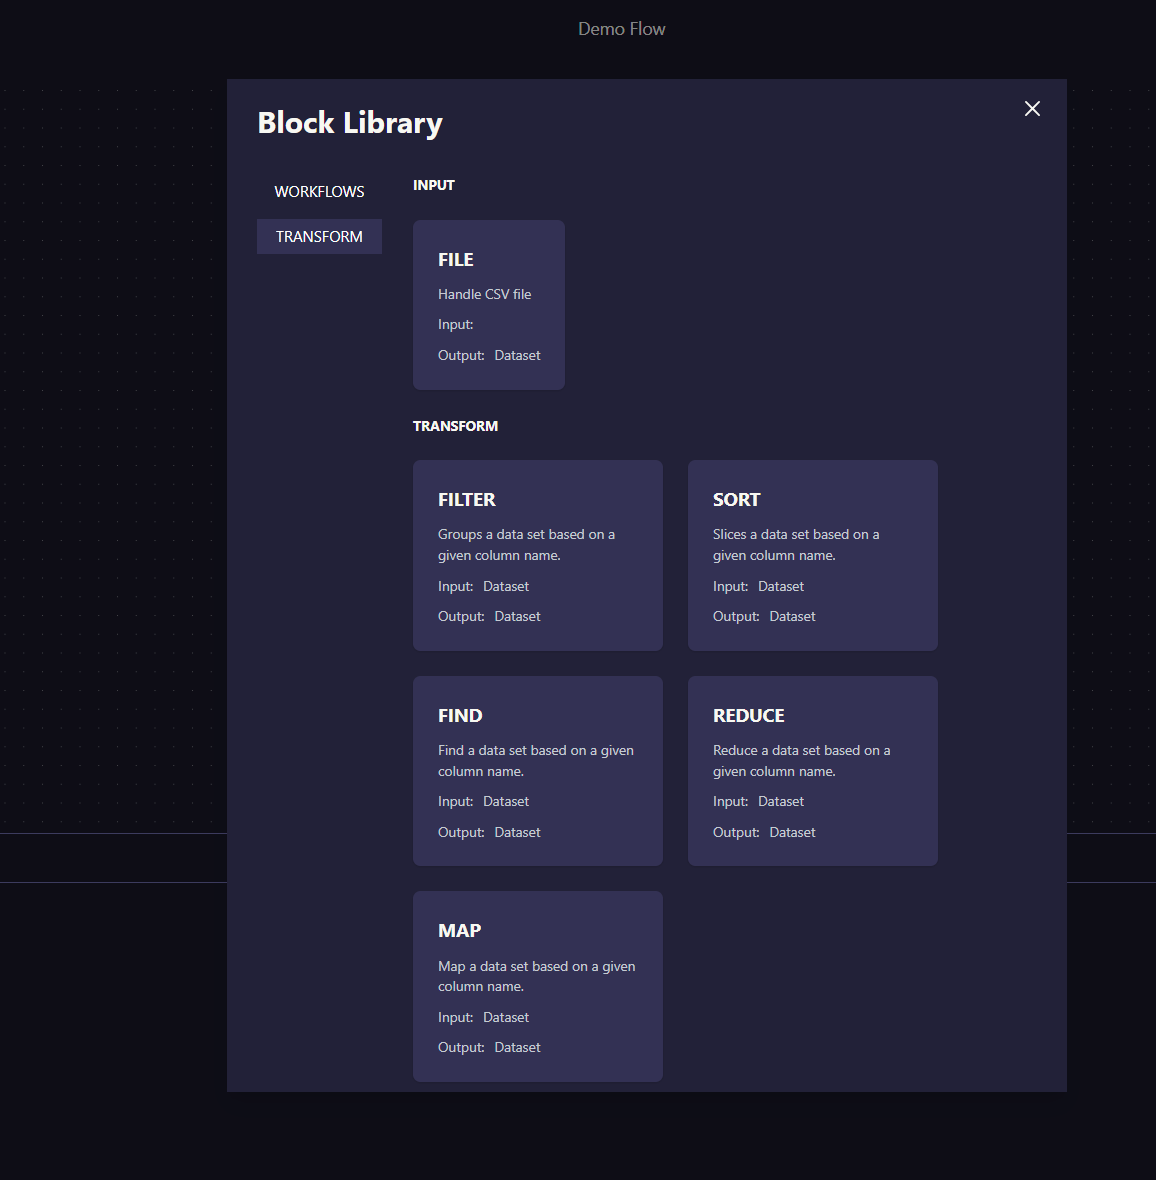 Demo Flow
Block Library
WORKFLOWS
TRANSFORM
INPUT
FILE
Handle CSV file
Input:
Output: Dataset
TRANSFORM
FILTER
Groups a data set based on a
given column name.
Input: Dataset
Output: Dataset
SORT
Slices a data set based on a
given column name.
Input: Dataset
Output: Dataset
FIND
Find a data set based on a given
column name.
Input: Dataset
Output: Dataset
REDUCE
Reduce a data set based on a
given column name.
Input: Dataset
Output: Dataset
MAP
Map a data set based on a given
column name.
Input: Dataset
Output: Dataset